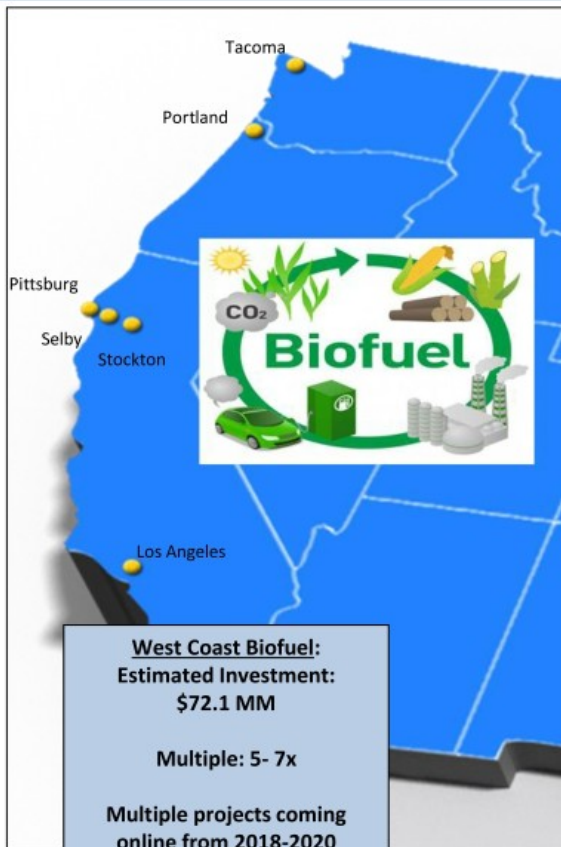 Tacoma
Portland
Pittsburg
Selby
Stockton
CO₂
Biofuel
Los Angeles
West Coast Biofuel:
Estimated Investment:
$72.1 MM
Multiple: 5- 7x
Multiple projects coming
online from 2018-2020